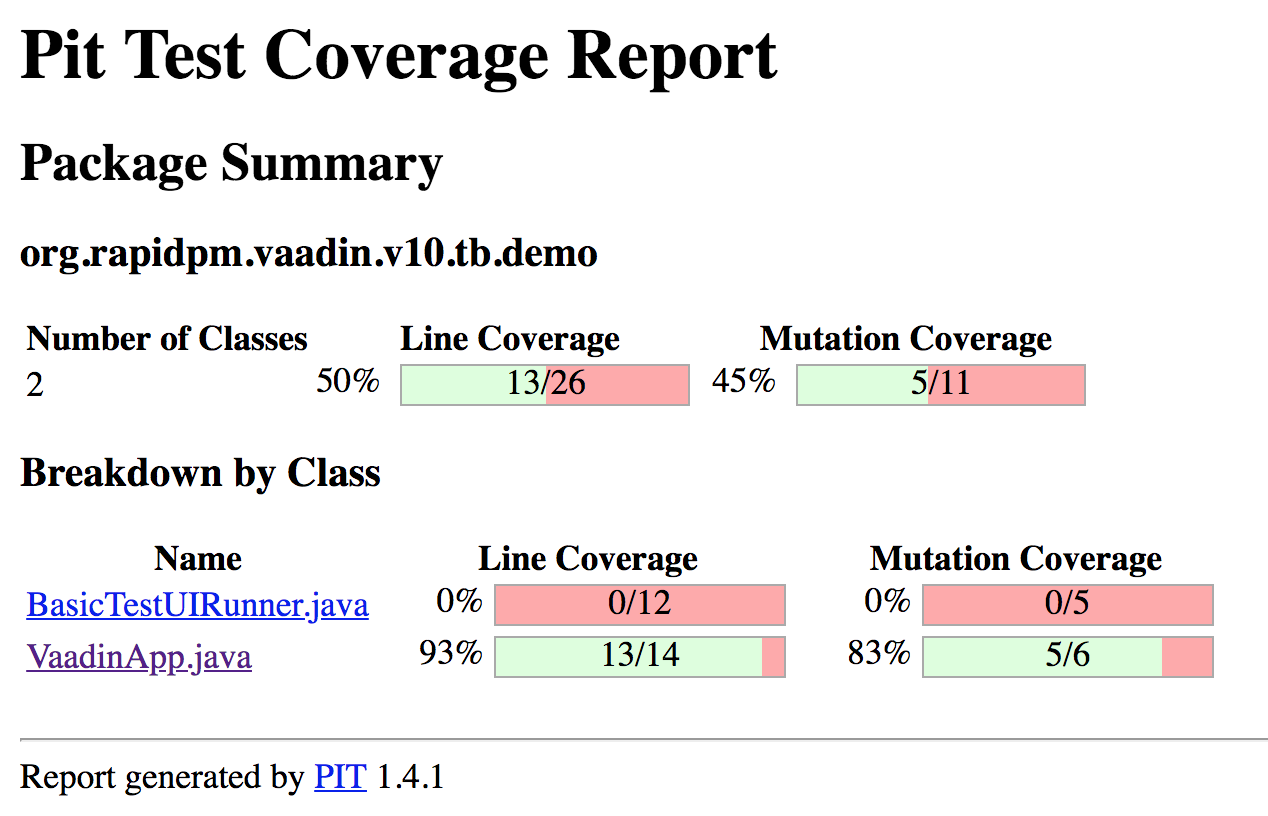 Pit Test Coverage Report
Package Summary
org.rapidpm.vaadin.v10.tb.demo
Number of Classes Line Coverage Mutation Coverage
2 50% 13/26 45% 5/11
Breakdown by Class
Name Line Coverage Mutation Coverage
BasicTestUIRunner.java 0% 0/12 0% 0/5
VaadinApp.java 93% 13/14 83% 5/6
Report generated by PIT 1.4.1